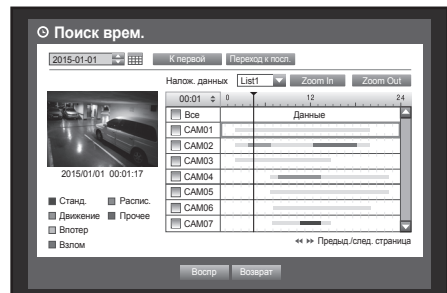 Поиск врем.
2015-01-01 К первой Переход к посл.
Налож. данных List1 Zoom In Zoom Out
00:01 0 12 24
Все Данные
CAM01
CAM02
CAM03
CAM04
CAM05
CAM06
CAM07
2015/01/01 00:01:17
Станд. Распис.
Движение Прочее
Впотер
Взлом
Предыд./след. страница
Воспр Возврат